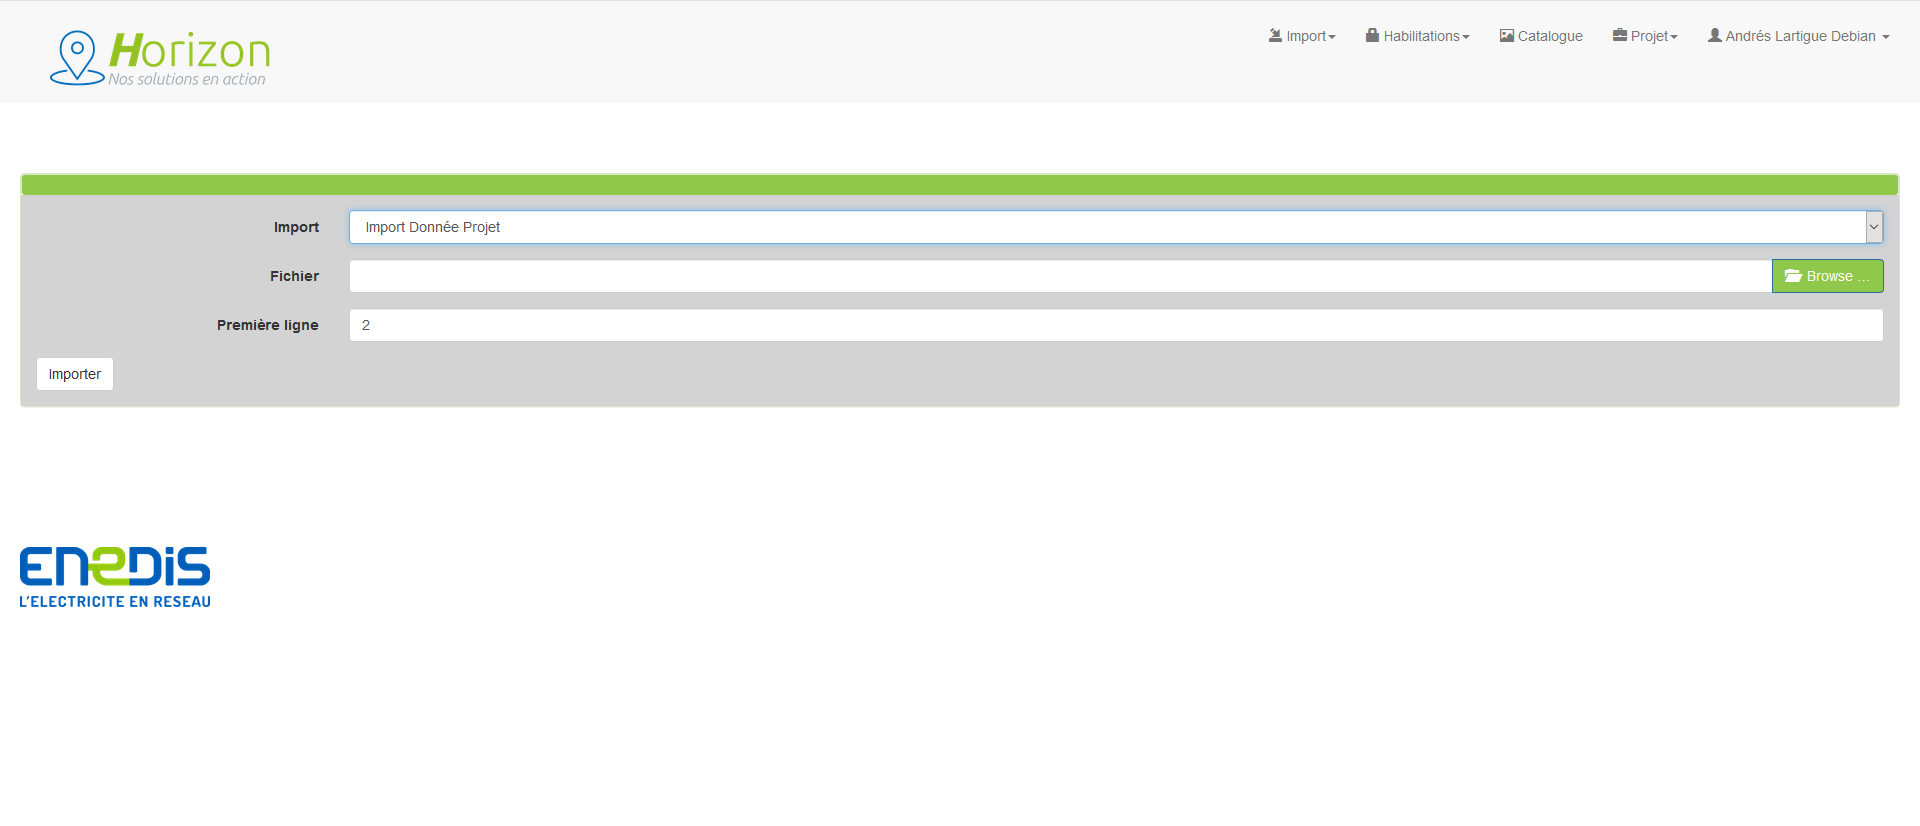 Horizon
Nos solutions en action
Import
Habilitations
Catalogue
Projet
Andrés Lartigue Debian
Import
Import Donnée Projet
Fichier
Browse ...
Première ligne
2
Importer
ENEDIS
L'ELECTRICITE EN RESEAU